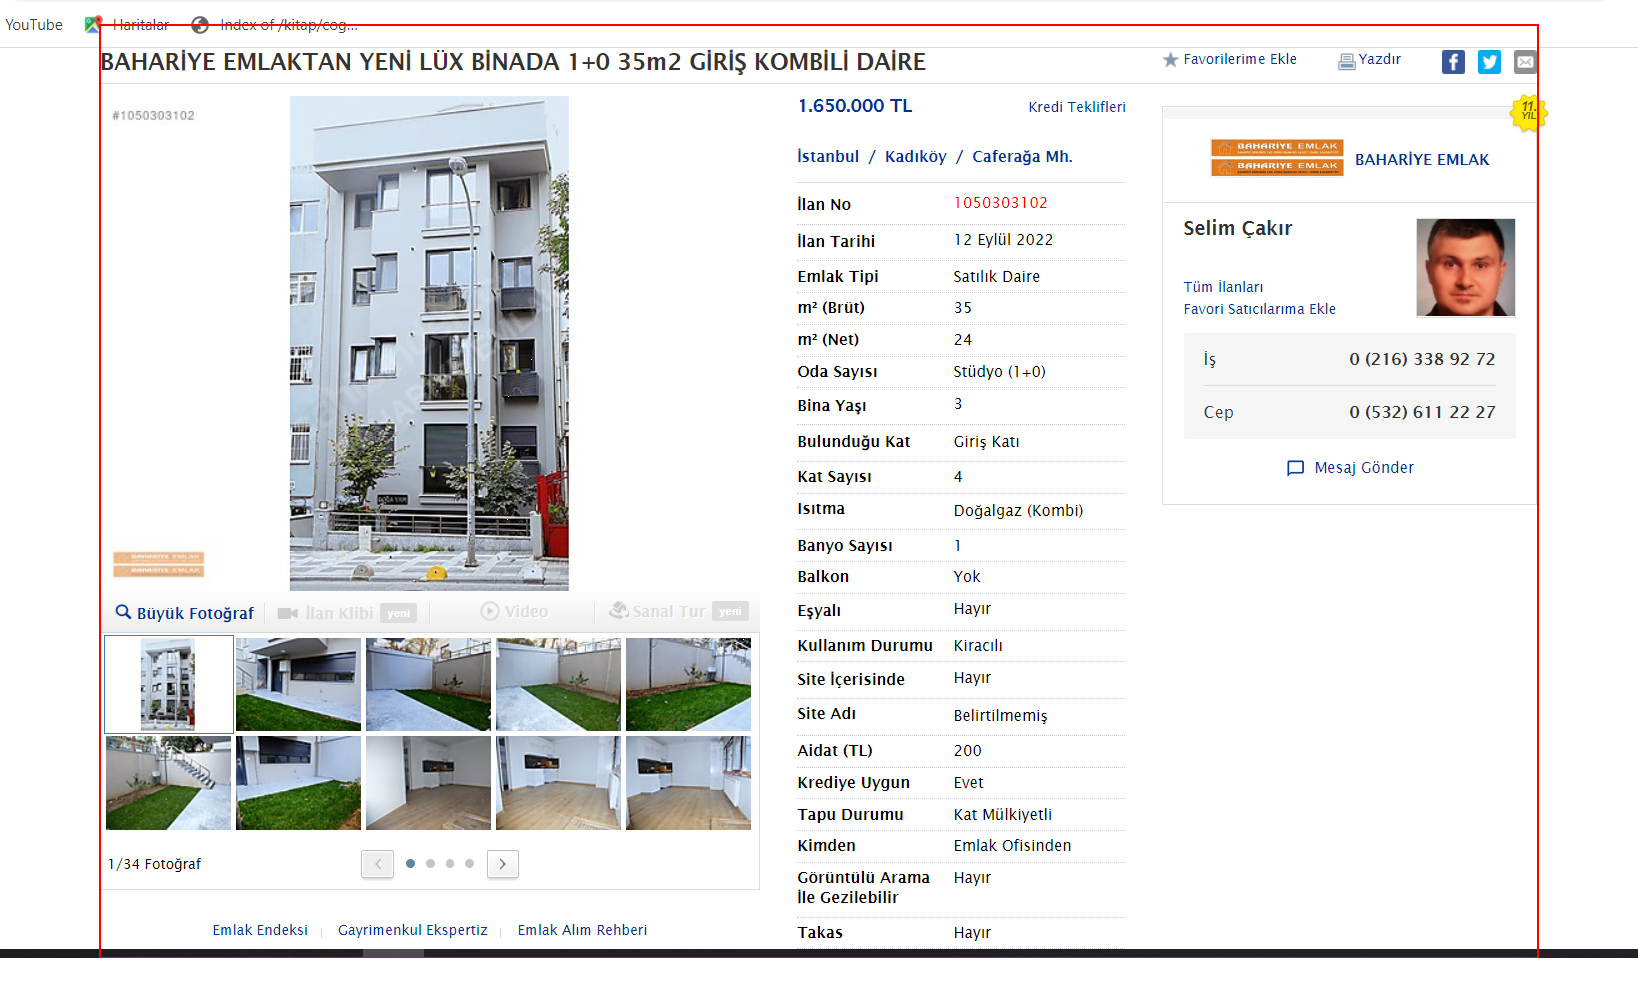 YouTube
Haritalar
Index of /kitap/cog...
BAHARİYE EMLAKTAN YENİ LÜX BİNADA 1+0 35m2 GİRİŞ KOMBİLİ DAİRE
Favorilerime Ekle
Yazdır
#1050303102
BAHARİYE EMLAK
BAHARİYE EMLAK
Büyük Fotoğraf
İlan Klibi yeni
Video
Sanal Tur yeni
1/34 Fotoğraf
Emlak Endeksi
Gayrimenkul Ekspertiz
Emlak Alım Rehberi
1.650.000 TL
Kredi Teklifleri
İstanbul / Kadıköy / Caferağa Mh.
İlan No 1050303102
İlan Tarihi 12 Eylül 2022
Emlak Tipi Satılık Daire
m² (Brüt) 35
m² (Net) 24
Oda Sayısı Stüdyo (1+0)
Bina Yaşı 3
Bulunduğu Kat Giriş Katı
Kat Sayısı 4
Isıtma Doğalgaz (Kombi)
Banyo Sayısı 1
Balkon Yok
Eşyalı Hayır
Kullanım Durumu Kiracılı
Site İçerisinde Hayır
Site Adı Belirtilmemiş
Aidat (TL) 200
Krediye Uygun Evet
Tapu Durumu Kat Mülkiyetli
Kimden Emlak Ofisinden
Görüntülü Arama Hayır
İle Gezilebilir
Takas Hayır
11.
YIL
BAHARİYE EMLAK
BAHARİYE EMLAK
BAHARİYE EMLAK
Selim Çakır
Tüm İlanları
Favori Satıcılarıma Ekle
İş 0 (216) 338 92 72
Cep 0 (532) 611 22 27
Mesaj Gönder